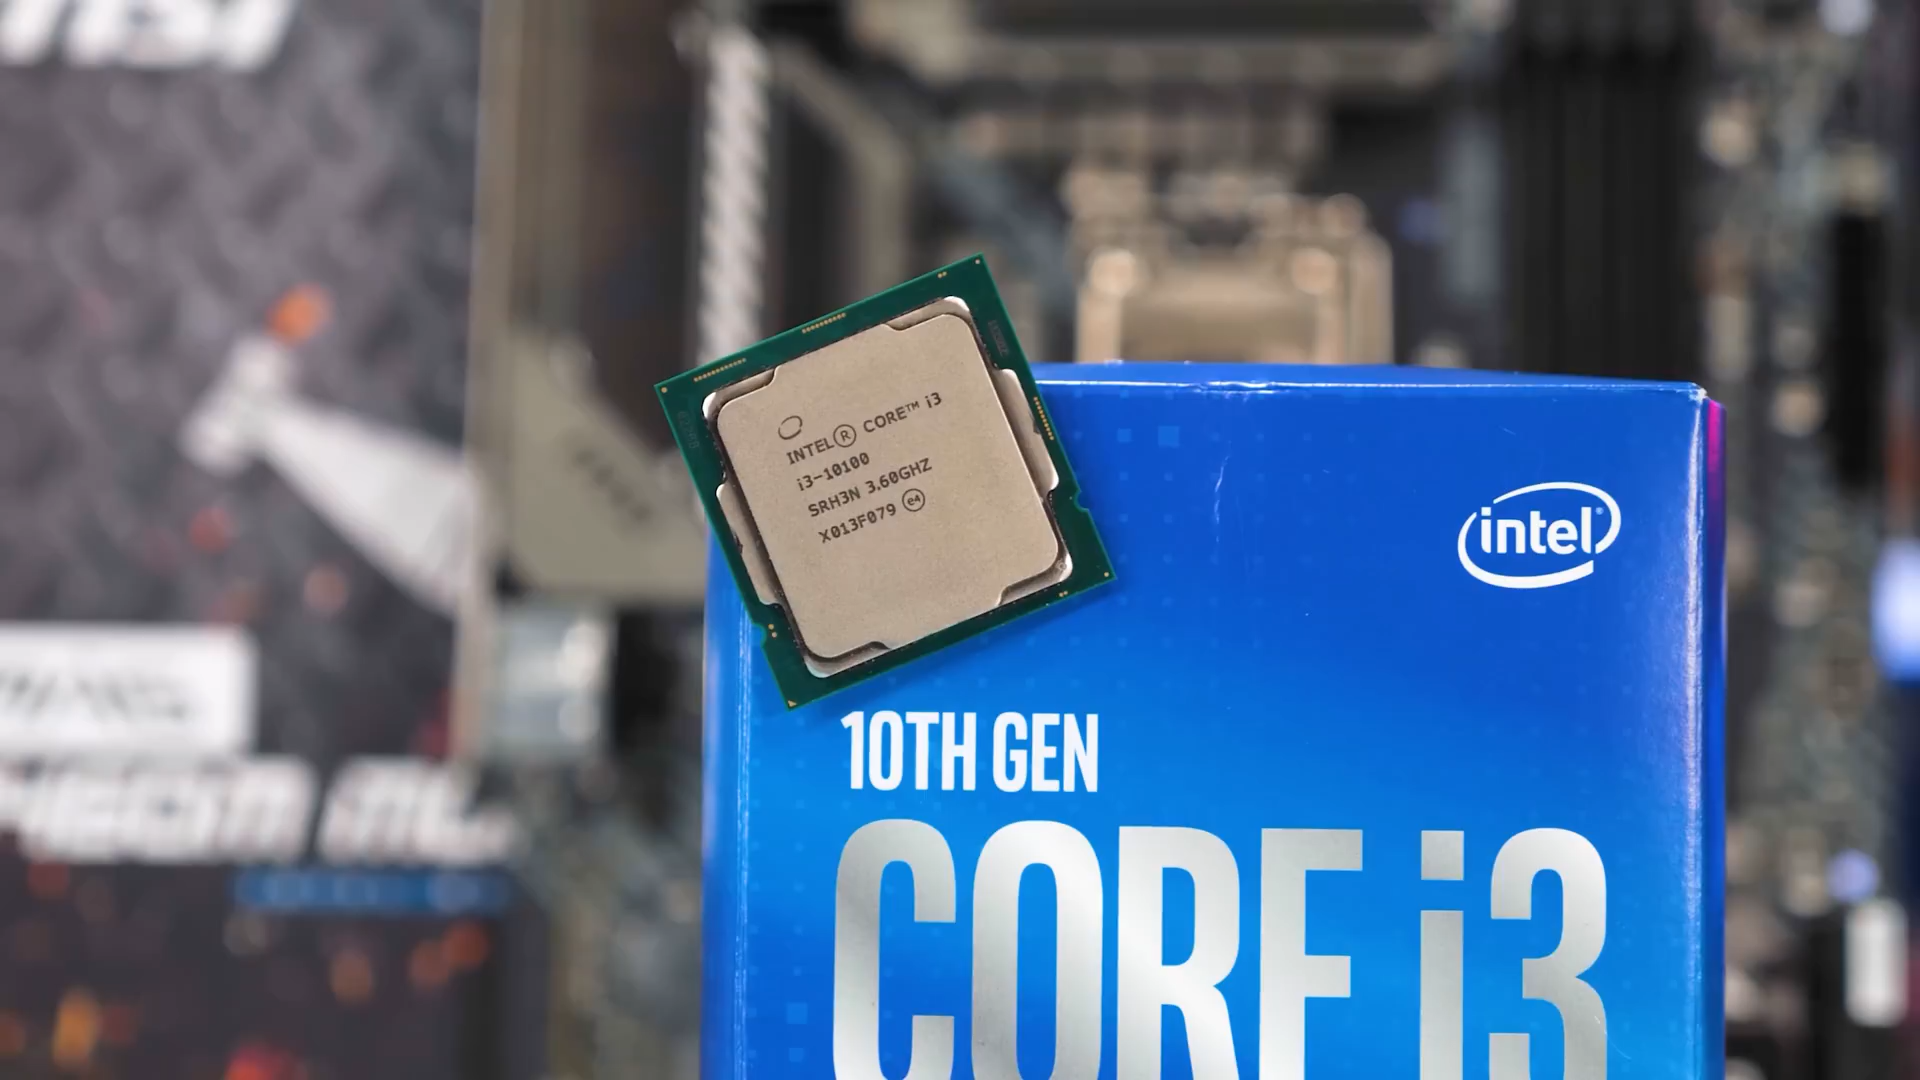 INTEL® CORE™ i3
i3-10100
SRH3N 3.60GHZ
X013F079 e4
intel®
10TH GEN
CORE i3